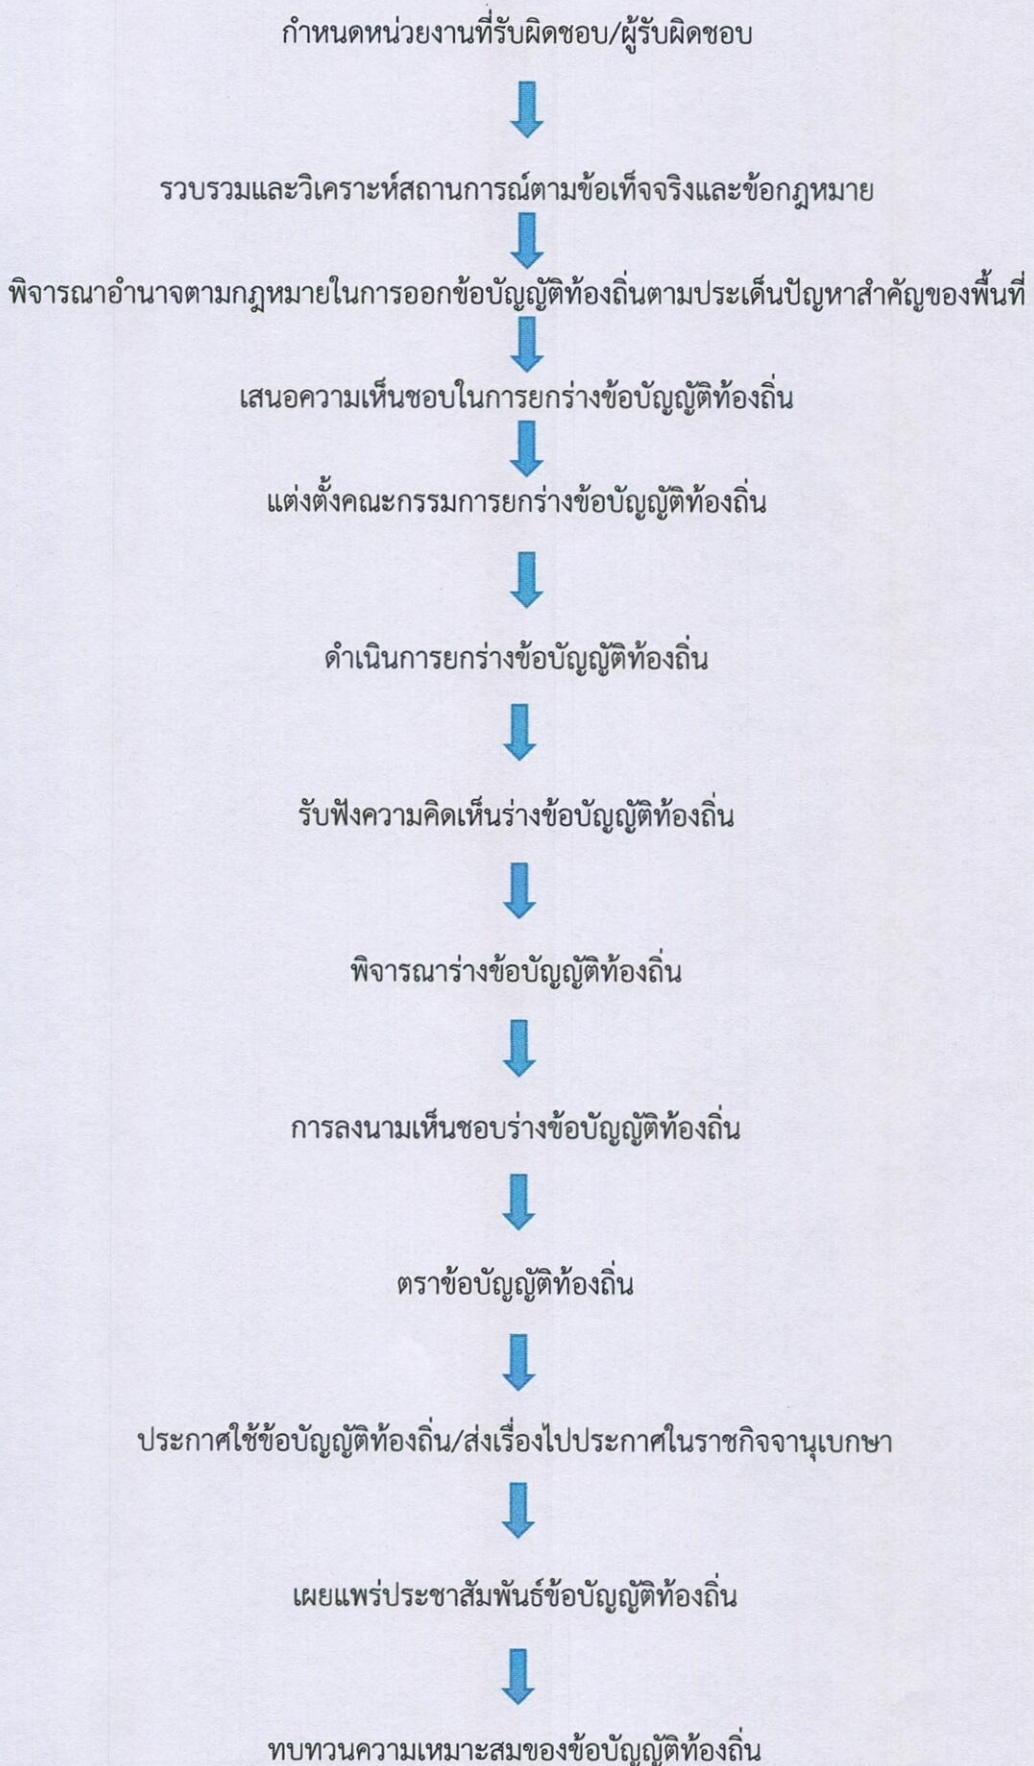 กำหนดหน่วยงานที่รับผิดชอบ/ผู้รับผิดชอบ
รวบรวมและวิเคราะห์สถานการณ์ตามข้อเท็จจริงและข้อกฎหมาย
พิจารณาอำนาจตามกฎหมายในการออกข้อบัญญัติท้องถิ่นตามประเด็นปัญหาสำคัญของพื้นที่
เสนอความเห็นชอบในการยกร่างข้อบัญญัติท้องถิ่น
แต่งตั้งคณะกรรมการยกร่างข้อบัญญัติท้องถิ่น
ดำเนินการยกร่างข้อบัญญัติท้องถิ่น
รับฟังความคิดเห็นร่างข้อบัญญัติท้องถิ่น
พิจารณาร่างข้อบัญญัติท้องถิ่น
การลงนามเห็นชอบร่างข้อบัญญัติท้องถิ่น
ตราข้อบัญญัติท้องถิ่น
ประกาศใช้ข้อบัญญัติท้องถิ่น/ส่งเรื่องไปประกาศในราชกิจจานุเบกษา
เผยแพร่ประชาสัมพันธ์ข้อบัญญัติท้องถิ่น
ทบทวนความเหมาะสมของข้อบัญญัติท้องถิ่น